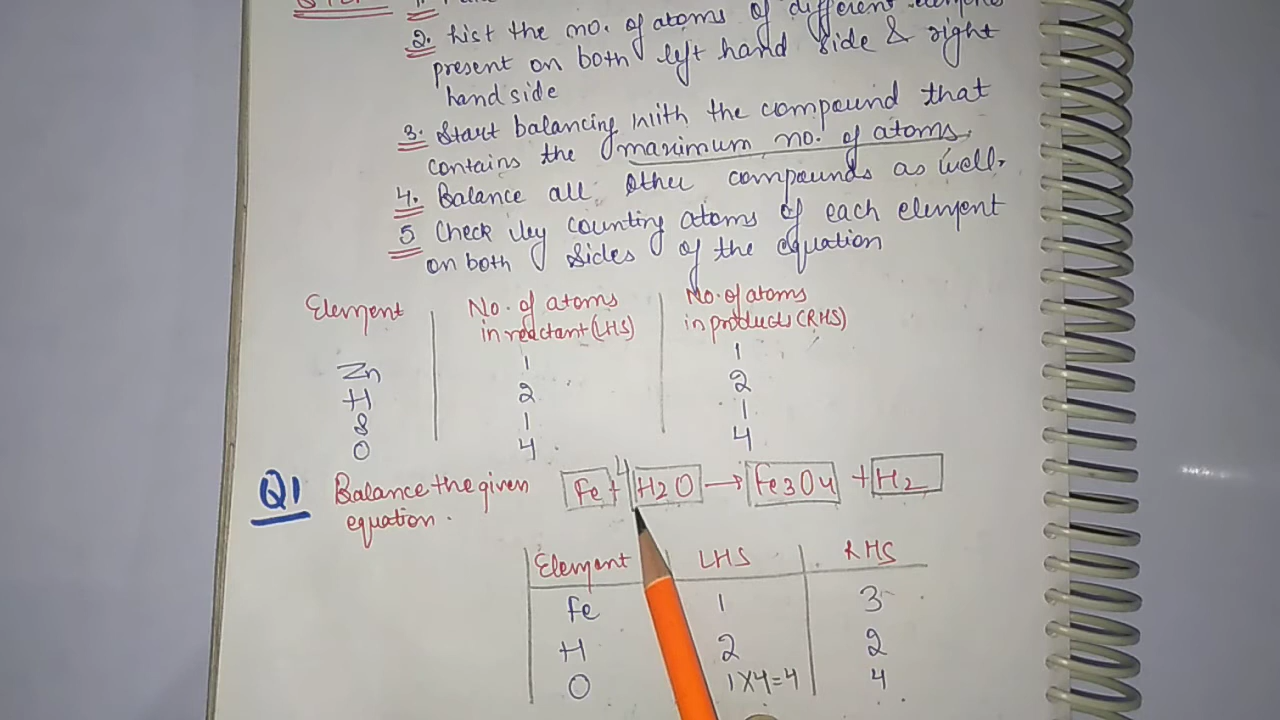 2. List the no. of atoms of different
present on both left hand side & right
hand side
3. Start balancing with the compound that
contains the maximum no. of atoms.
4. Balance all other compounds as well.
5 Check by counting atoms of each element
on both sides of the equation
Element | No. of atoms in reactant (LHS) | No. of atoms in products (RHS)
Zn 1 1
H 2 2
S 1 1
O 4 4
Q1 Balance the given equation. Fe + 4 H2O → Fe3O4 + H2
Element LHS RHS
Fe 1 3
H 2 2
O 1×4=4 4